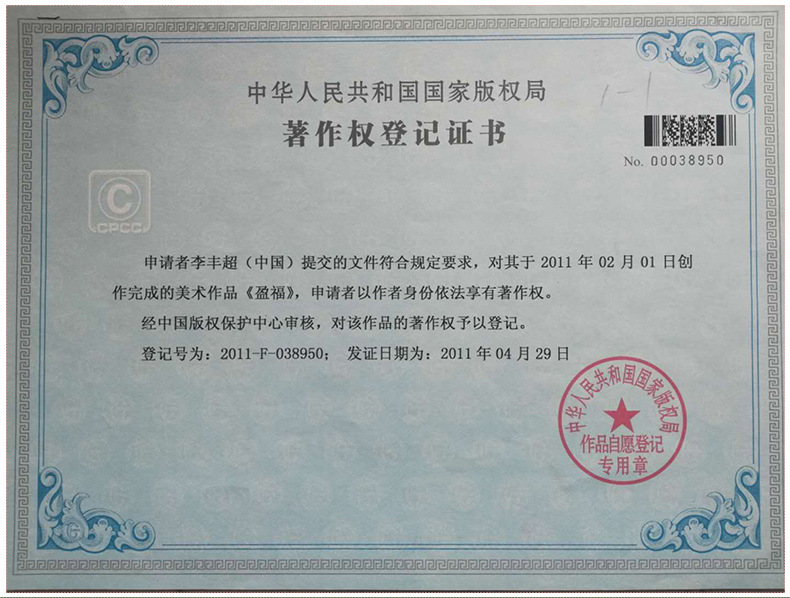 中华人民共和国国家版权局
1-1
著作权登记证书
No. 00038950
C
CPCC
申请者李丰超（中国）提交的文件符合规定要求，对其于 2011 年 02 月 01 日创
作完成的美术作品《盈福》，申请者以作者身份依法享有著作权。
经中国版权保护中心审核，对该作品的著作权予以登记。
登记号为：2011-F-038950； 发证日期为：2011 年 04 月 29 日
中华人民共和国国家版权局
作品自愿登记
专用章